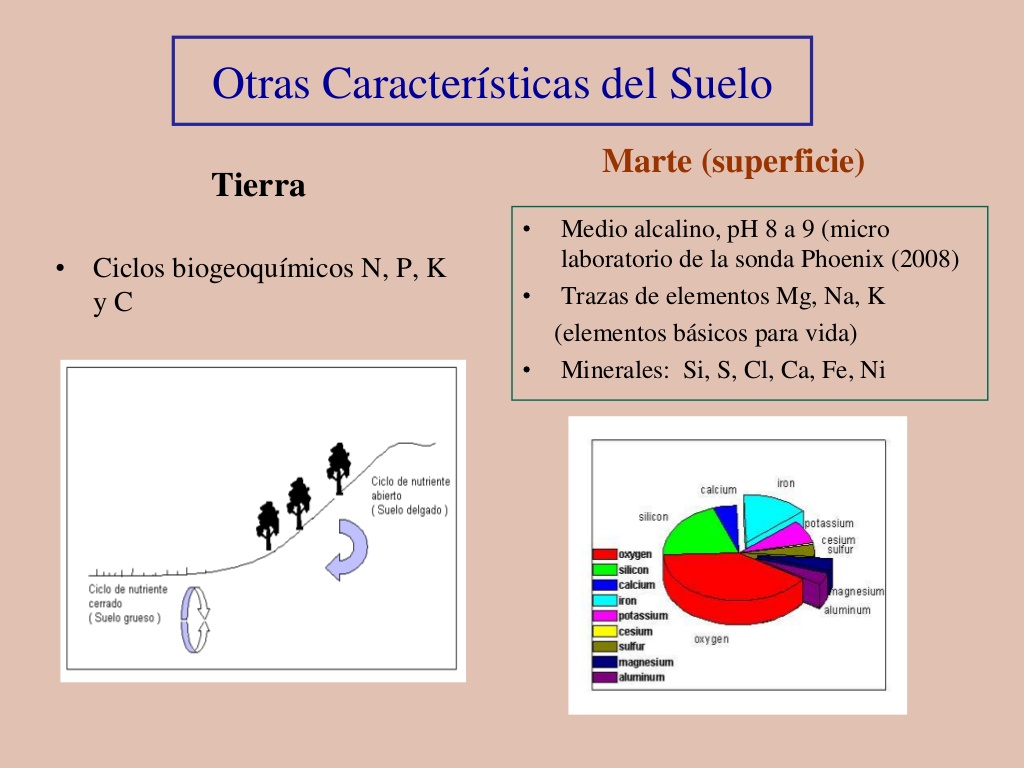 Otras Características del Suelo
Tierra
• Ciclos biogeoquímicos N, P, K
y C
Ciclo de nutriente
abierto
( Suelo delgado )
Ciclo de nutriente
cerrado
( Suelo grueso )
Marte (superficie)
• Medio alcalino, pH 8 a 9 (micro
laboratorio de la sonda Phoenix (2008)
• Trazas de elementos Mg, Na, K
(elementos básicos para vida)
• Minerales: Si, S, Cl, Ca, Fe, Ni
iron
calcium
silicon
potassium
cesium
sulfur
magnesium
aluminum
oxygen
oxygen
silicon
calcium
iron
potassium
cesium
sulfur
magnesium
aluminum